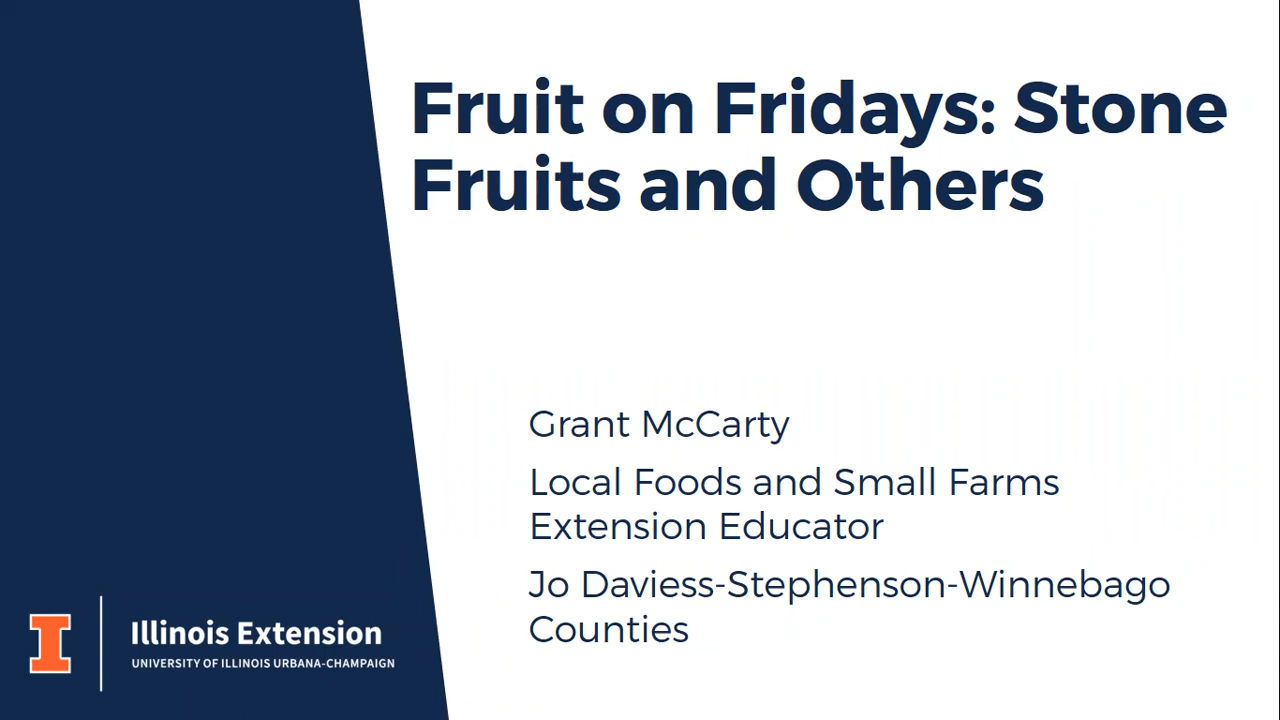 Fruit on Fridays: Stone
Fruits and Others
Grant McCarty
Local Foods and Small Farms
Extension Educator
Jo Daviess-Stephenson-Winnebago
Counties
I
Illinois Extension
UNIVERSITY OF ILLINOIS URBANA-CHAMPAIGN